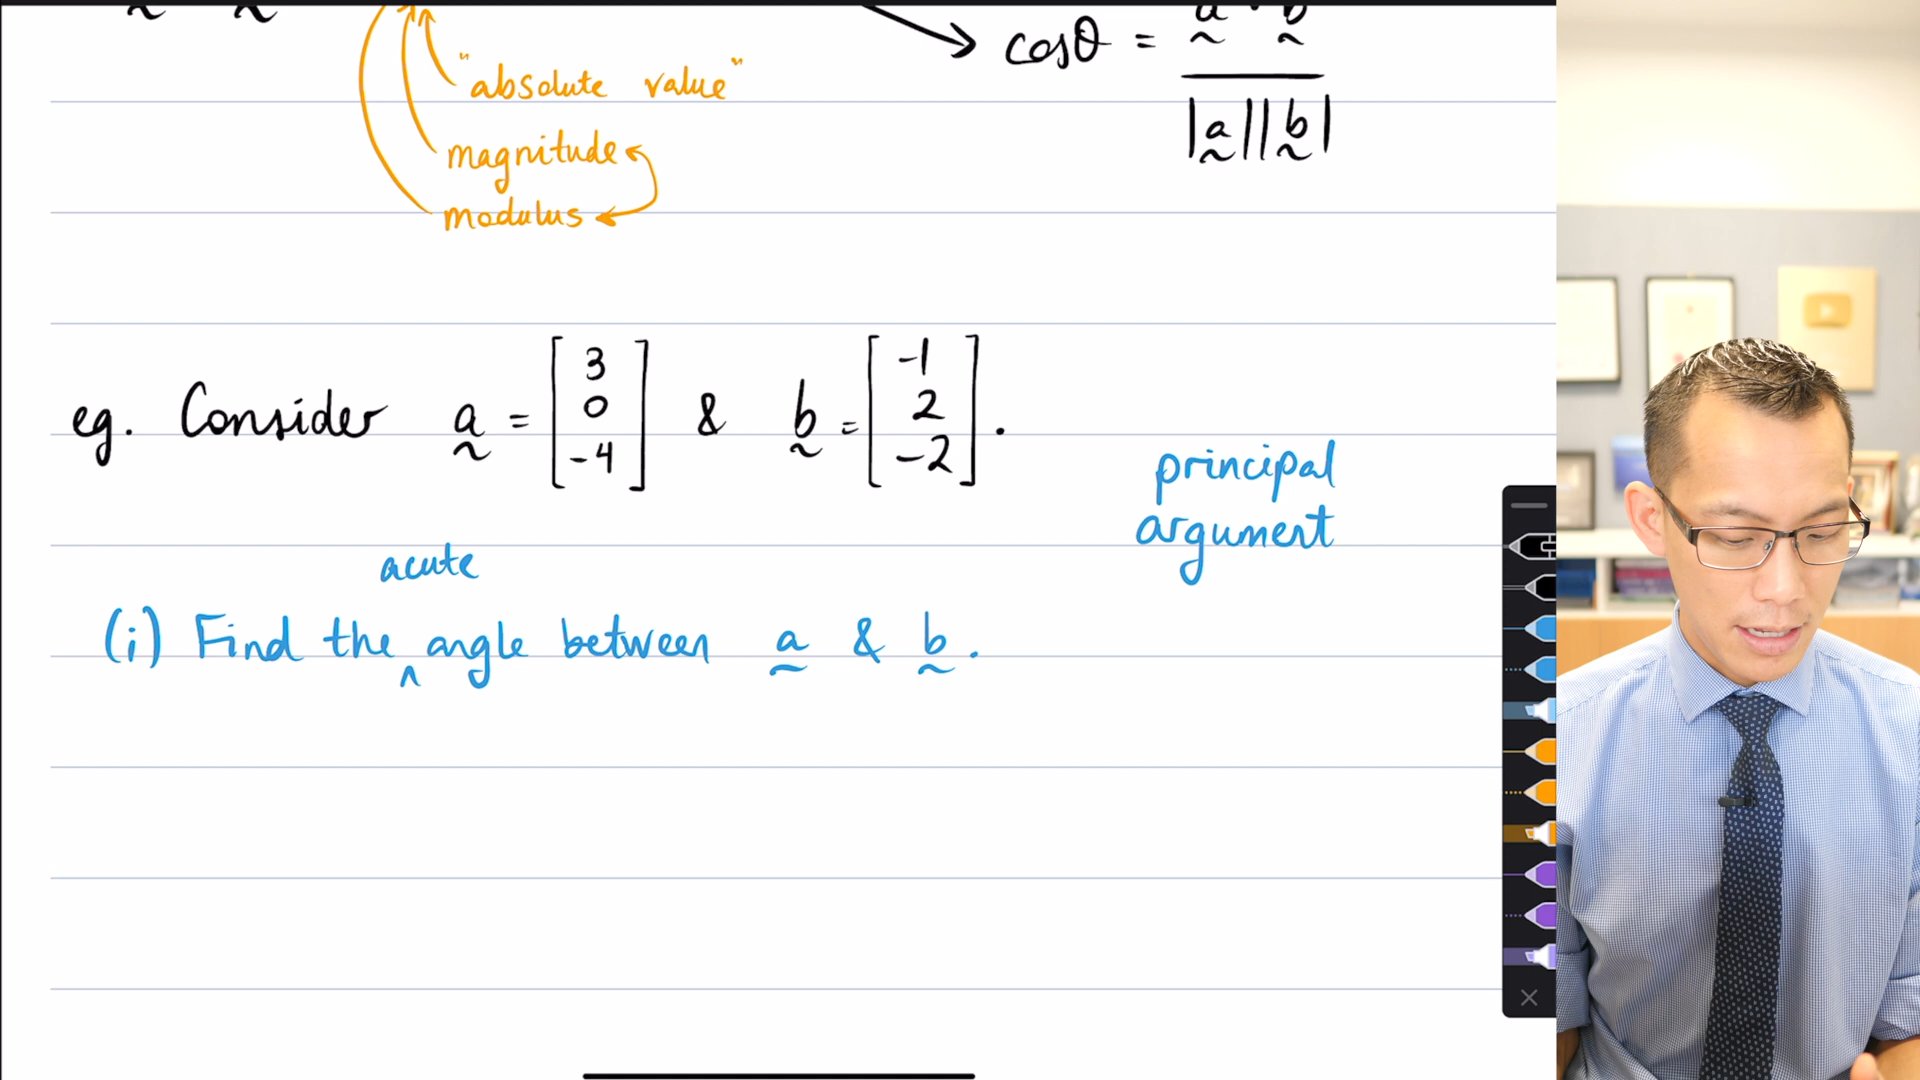 cosθ = a · b
|a||b|
"absolute value"
magnitude
modulus
eg. Consider a = [3 0 -4] & b = [-1 2 -2].
principal
argument
acute
(i) Find the ^ angle between a & b.